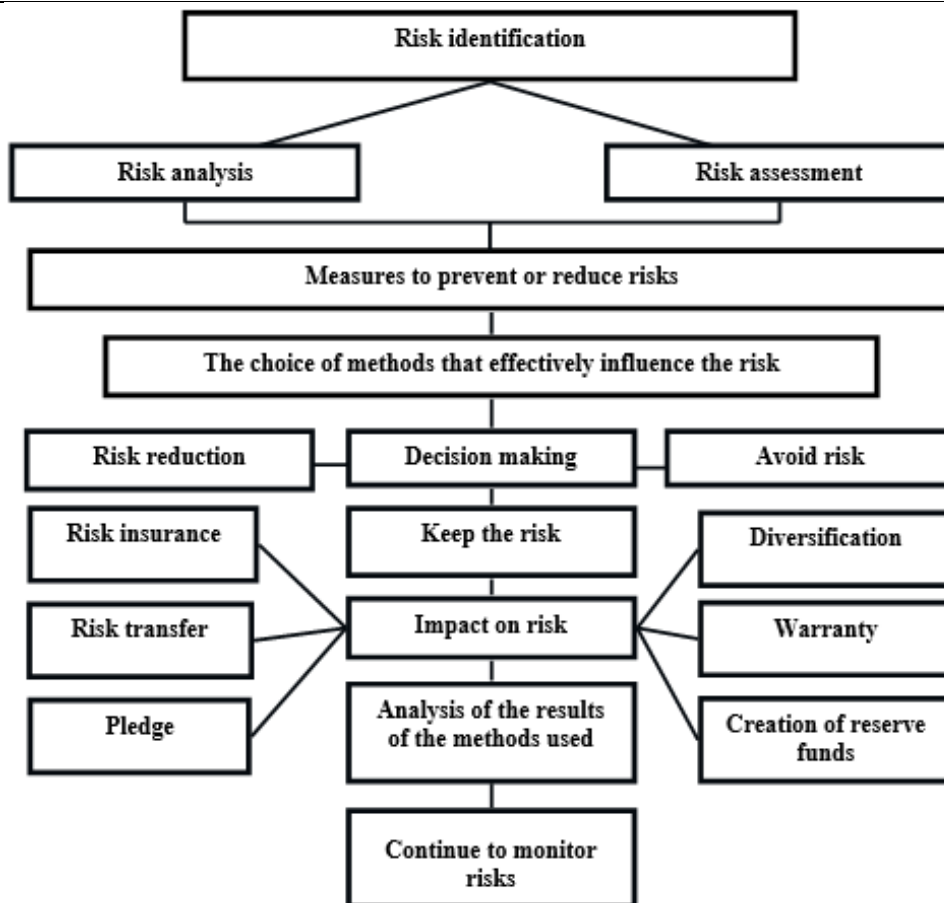 Risk identification
Risk analysis
Risk assessment
Measures to prevent or reduce risks
The choice of methods that effectively influence the risk
Risk reduction
Decision making
Avoid risk
Risk insurance
Keep the risk
Diversification
Risk transfer
Impact on risk
Warranty
Pledge
Analysis of the results
of the methods used
Creation of reserve
funds
Continue to monitor
risks